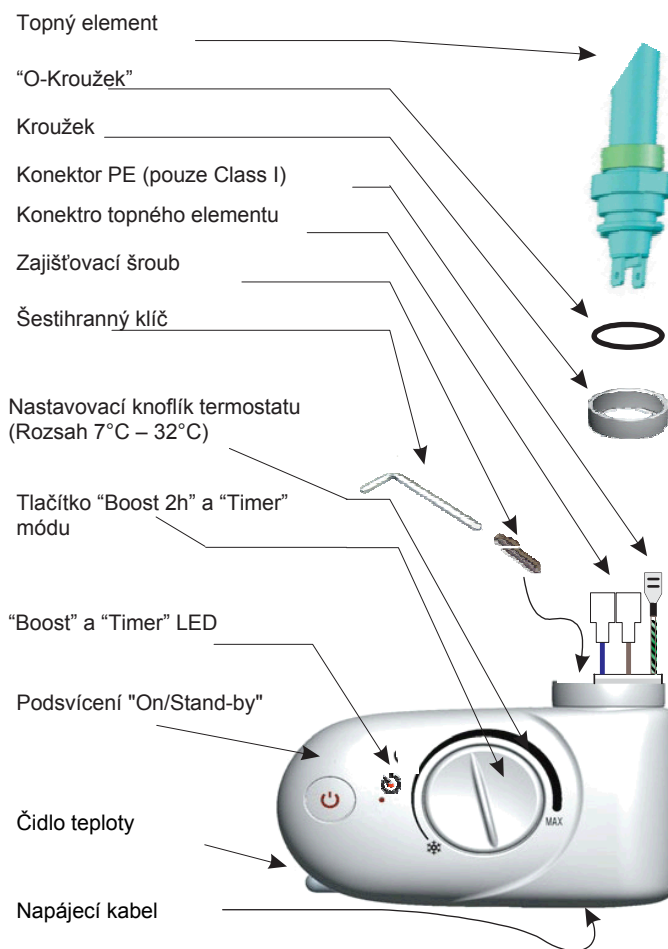 Topný element
“O-Kroužek”
Kroužek
Konektor PE (pouze Class I)
Konektro topného elementu
Zajišťovací šroub
Šestihranný klíč
Nastavovací knoflík termostatu
(Rozsah 7°C – 32°C)
Tlačítko “Boost 2h” a “Timer”
módu
“Boost” a “Timer” LED
Podsvícení "On/Stand-by"
MAX
Čidlo teploty
Napájecí kabel